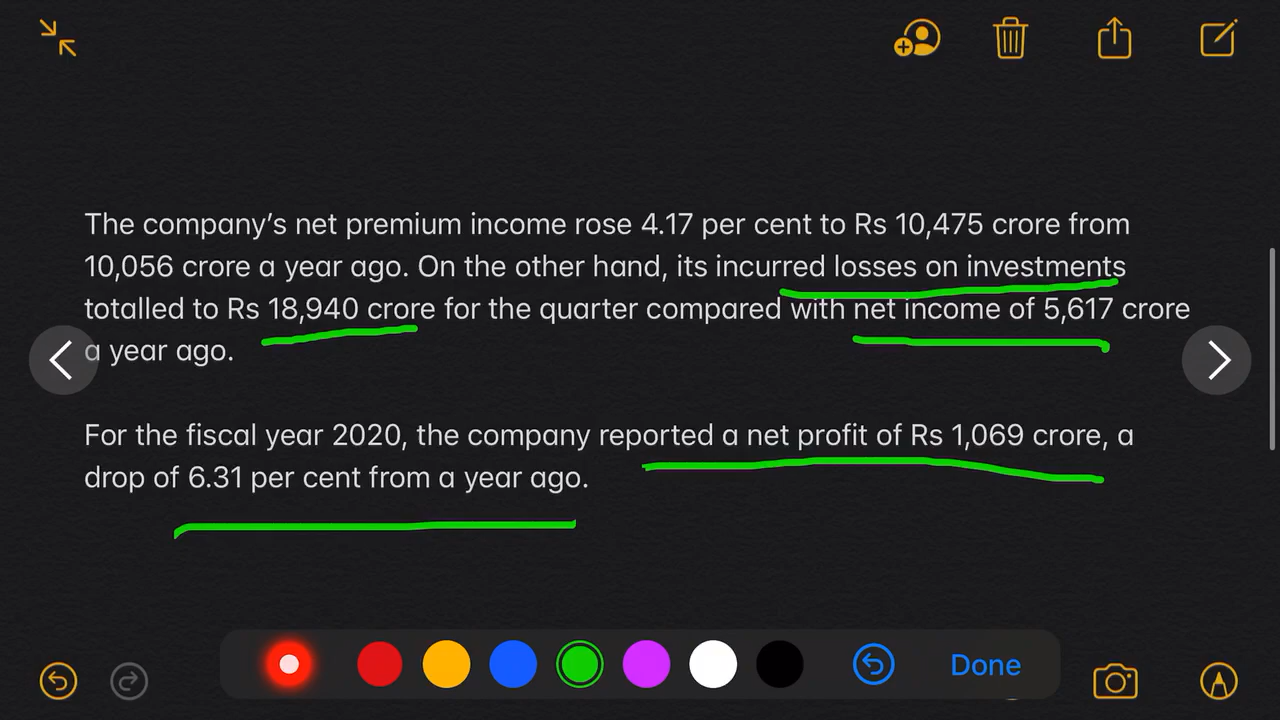 The company’s net premium income rose 4.17 per cent to Rs 10,475 crore from
10,056 crore a year ago. On the other hand, its incurred losses on investments
totalled to Rs 18,940 crore for the quarter compared with net income of 5,617 crore
a year ago.
For the fiscal year 2020, the company reported a net profit of Rs 1,069 crore, a
drop of 6.31 per cent from a year ago.
Done